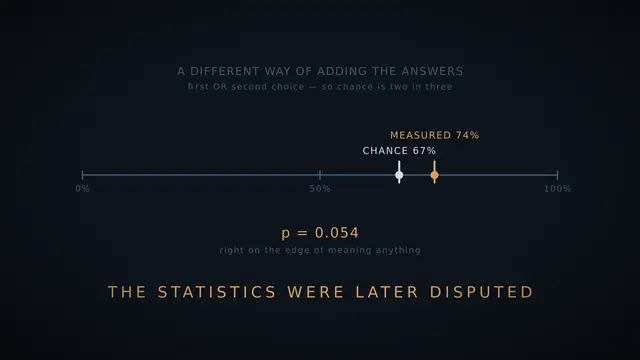 A DIFFERENT WAY OF ADDING THE ANSWERS
first OR second choice — so chance is two in three
MEASURED 74%
CHANCE 67%
0%
50%
100%
p = 0.054
right on the edge of meaning anything
THE STATISTICS WERE LATER DISPUTED